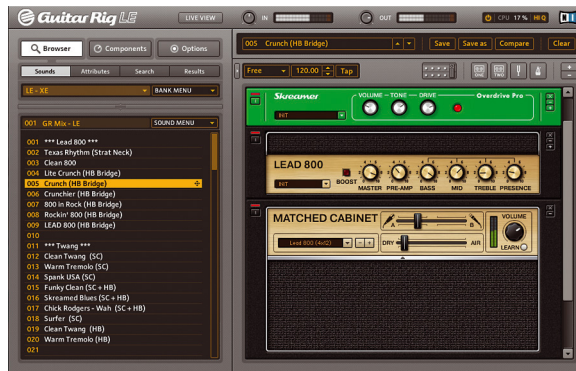 Guitar Rig LE
LIVE VIEW
IN
OUT
CPU 17 % HI Q
N I
Browser
Components
Options
005 Crunch (HB Bridge)
Save
Save as
Compare
Clear
Sounds
Attributes
Search
Results
Free
120.00
Tap
ONE
TWO
LE - XE
BANK MENU
001 GR Mix - LE
SOUND MENU
001 *** Lead 800 ***
002 Texas Rhythm (Strat Neck)
003 Clean 800
004 Lite Crunch (HB Bridge)
005 Crunch (HB Bridge)
006 Crunchier (HB Bridge)
007 800 in Rock (HB Bridge)
008 Rockin' 800 (HB Bridge)
009 LEAD 800 (HB Bridge)
010
011 *** Twang ***
012 Clean Twang (SC)
013 Warm Tremolo (SC)
014 Spank USA (SC)
015 Funky Clean (SC + HB)
016 Skreamed Blues (SC + HB)
017 Chick Rodgers - Wah (SC + HB)
018 Surfer (SC)
019 Clean Twang (HB)
020 Warm Tremolo (HB)
021
Skreamer
VOLUME - TONE - DRIVE
Overdrive Pro
INIT
LEAD 800
INIT
BOOST
MASTER
PRE-AMP
BASS
MID
TREBLE
PRESENCE
MATCHED CABINET
A
B
VOLUME
Lead 800 (4x12)
DRY
AIR
LEARN